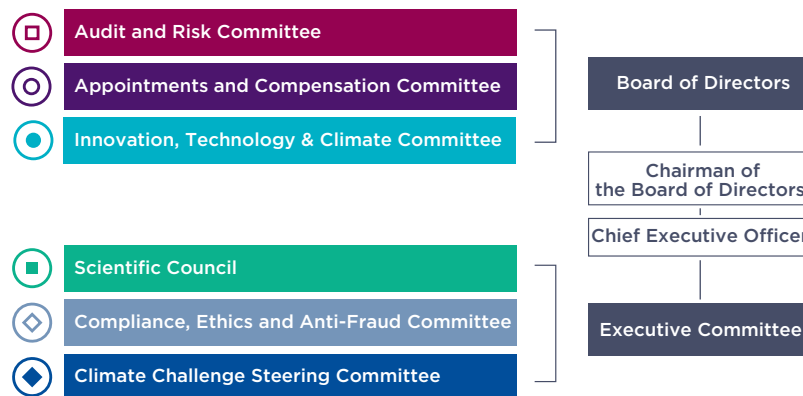 Audit and Risk Committee
Appointments and Compensation Committee
Innovation, Technology & Climate Committee
Scientific Council
Compliance, Ethics and Anti-Fraud Committee
Climate Challenge Steering Committee
Board of Directors
Chairman of
the Board of Directors
Chief Executive Officer
Executive Committee